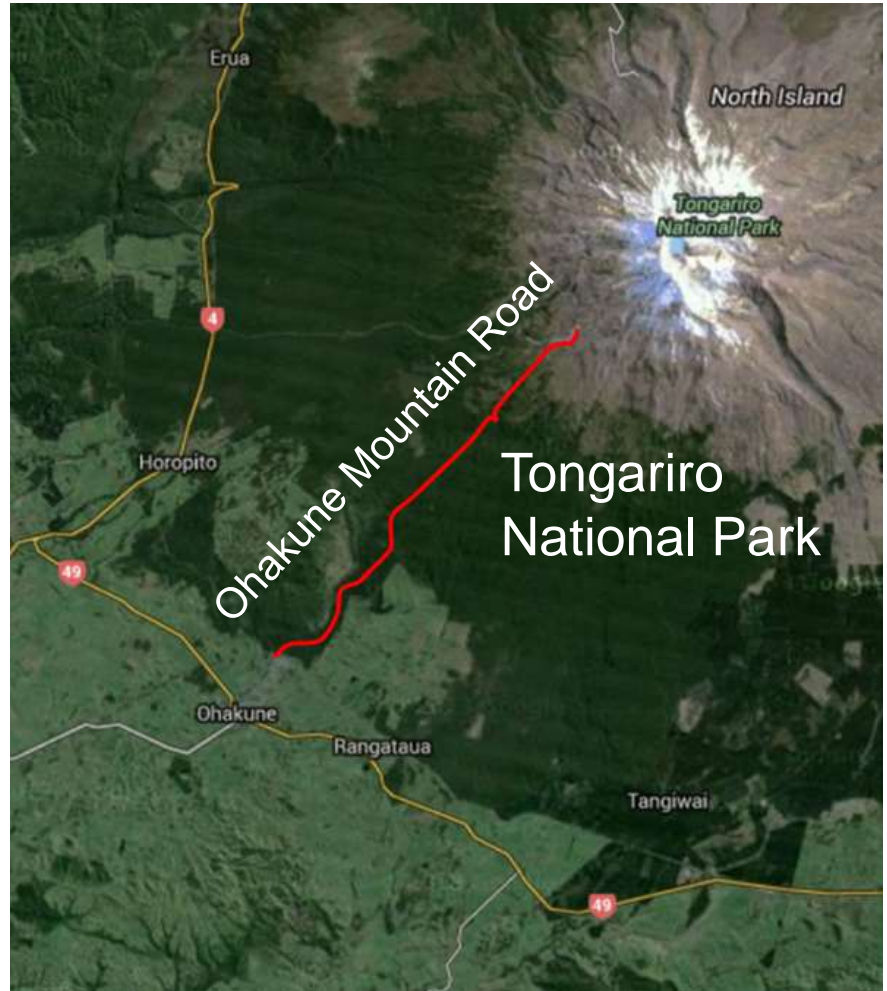 Erua
North Island
Tongariro
National Park
4
Ohakune Mountain Road
Horopito
Tongariro
National Park
49
Ohakune
Rangataua
Tangiwai
49